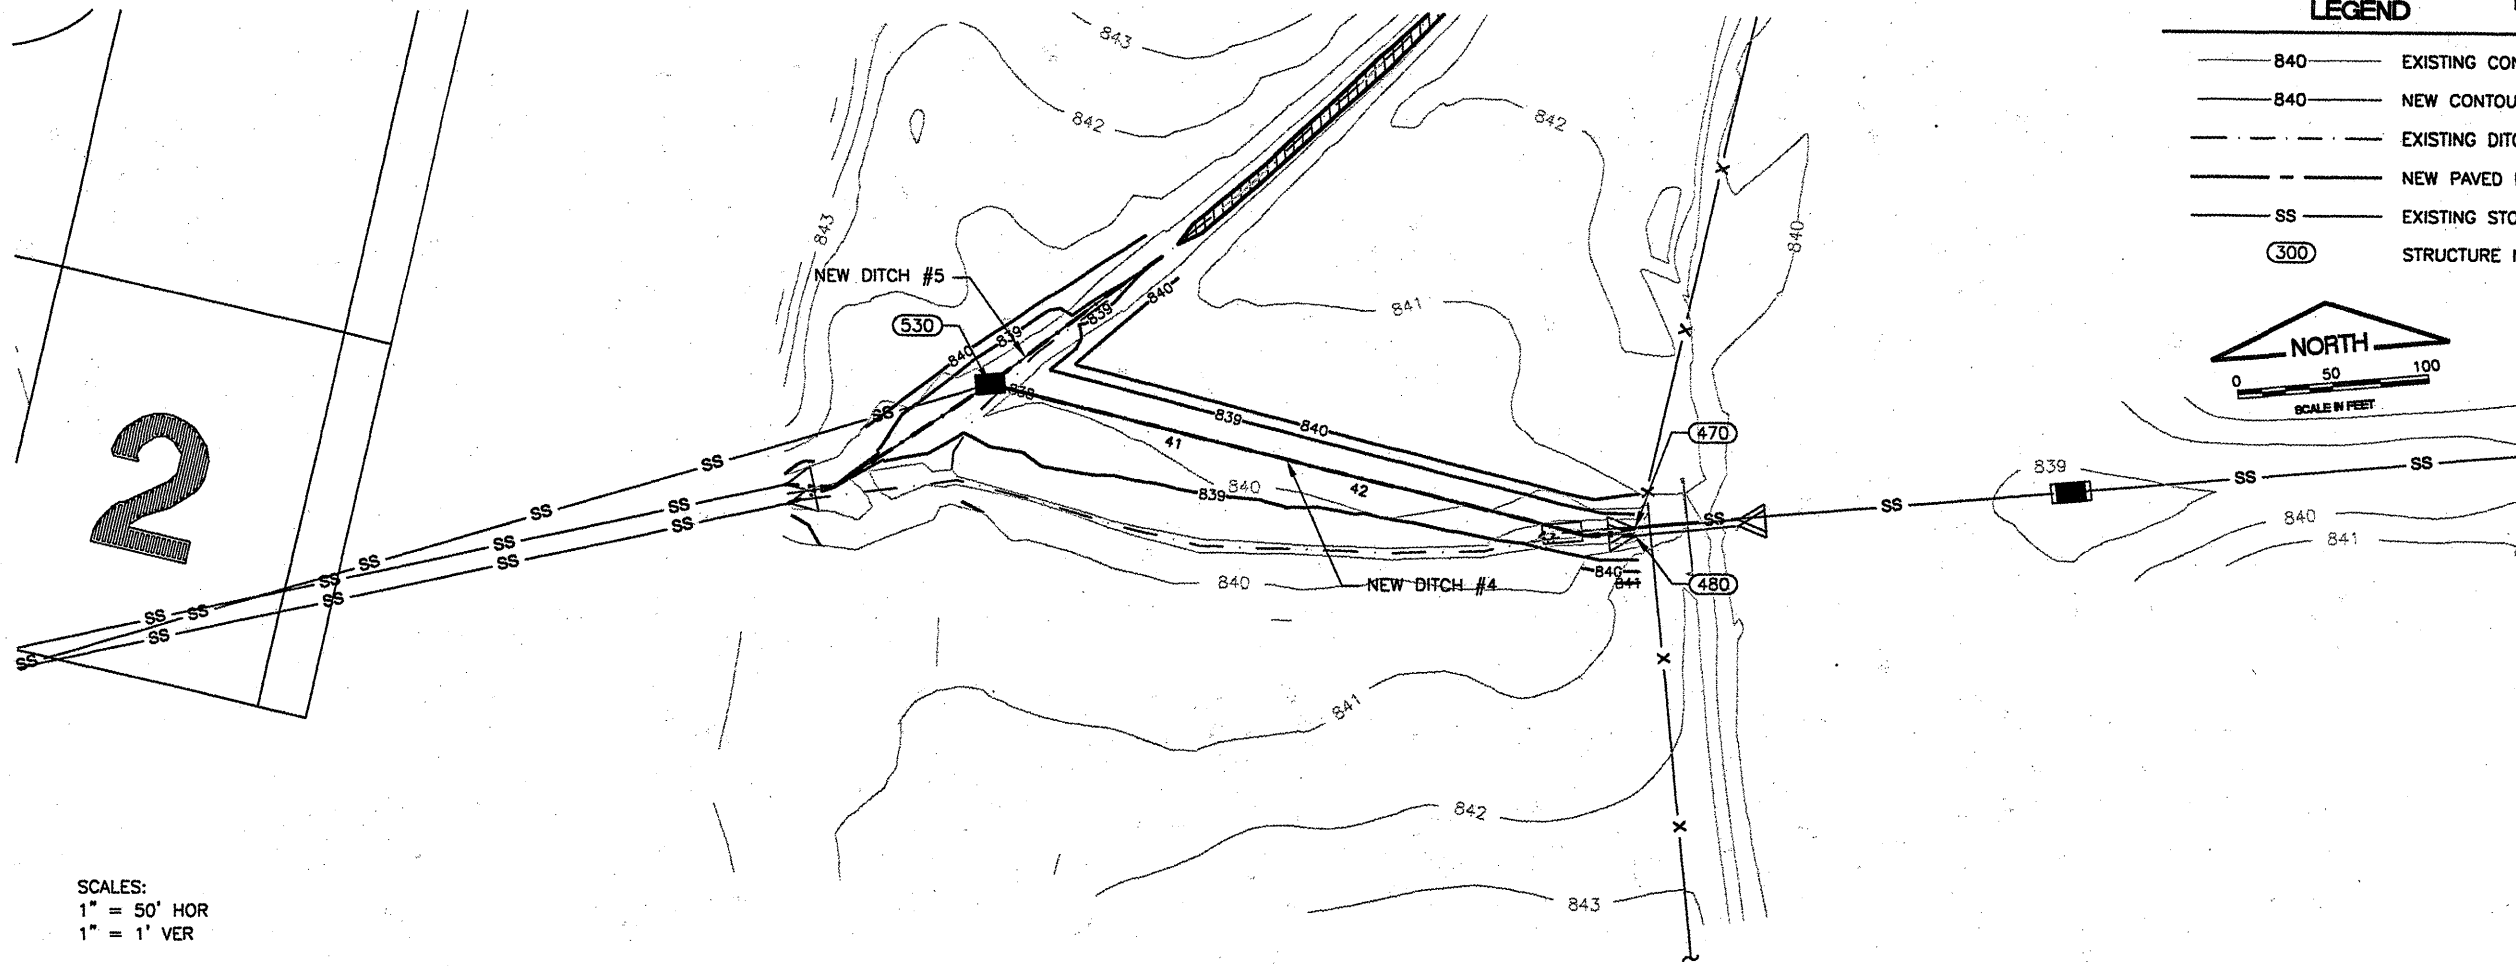 LEGEND
840 EXISTING CON
840 NEW CONTOU
EXISTING DITC
NEW PAVED
SS EXISTING STO
300 STRUCTURE
NORTH
0 50 100
SCALE IN FEET
843
842
842
843
840
NEW DITCH #5
530
840
839
839
840
841
839
840
41
42
839
840
470
SS
SS
839
SS
SS
SS
840
841
480
840
841
NEW DITCH #4
840
2
SS
SS
SS
SS
SS
SS
SS
SS
SS
SS
SS
SS
SS
SS
X
X
X
X
X
841
842
843
SCALES:
1" = 50' HOR
1" = 1' VER